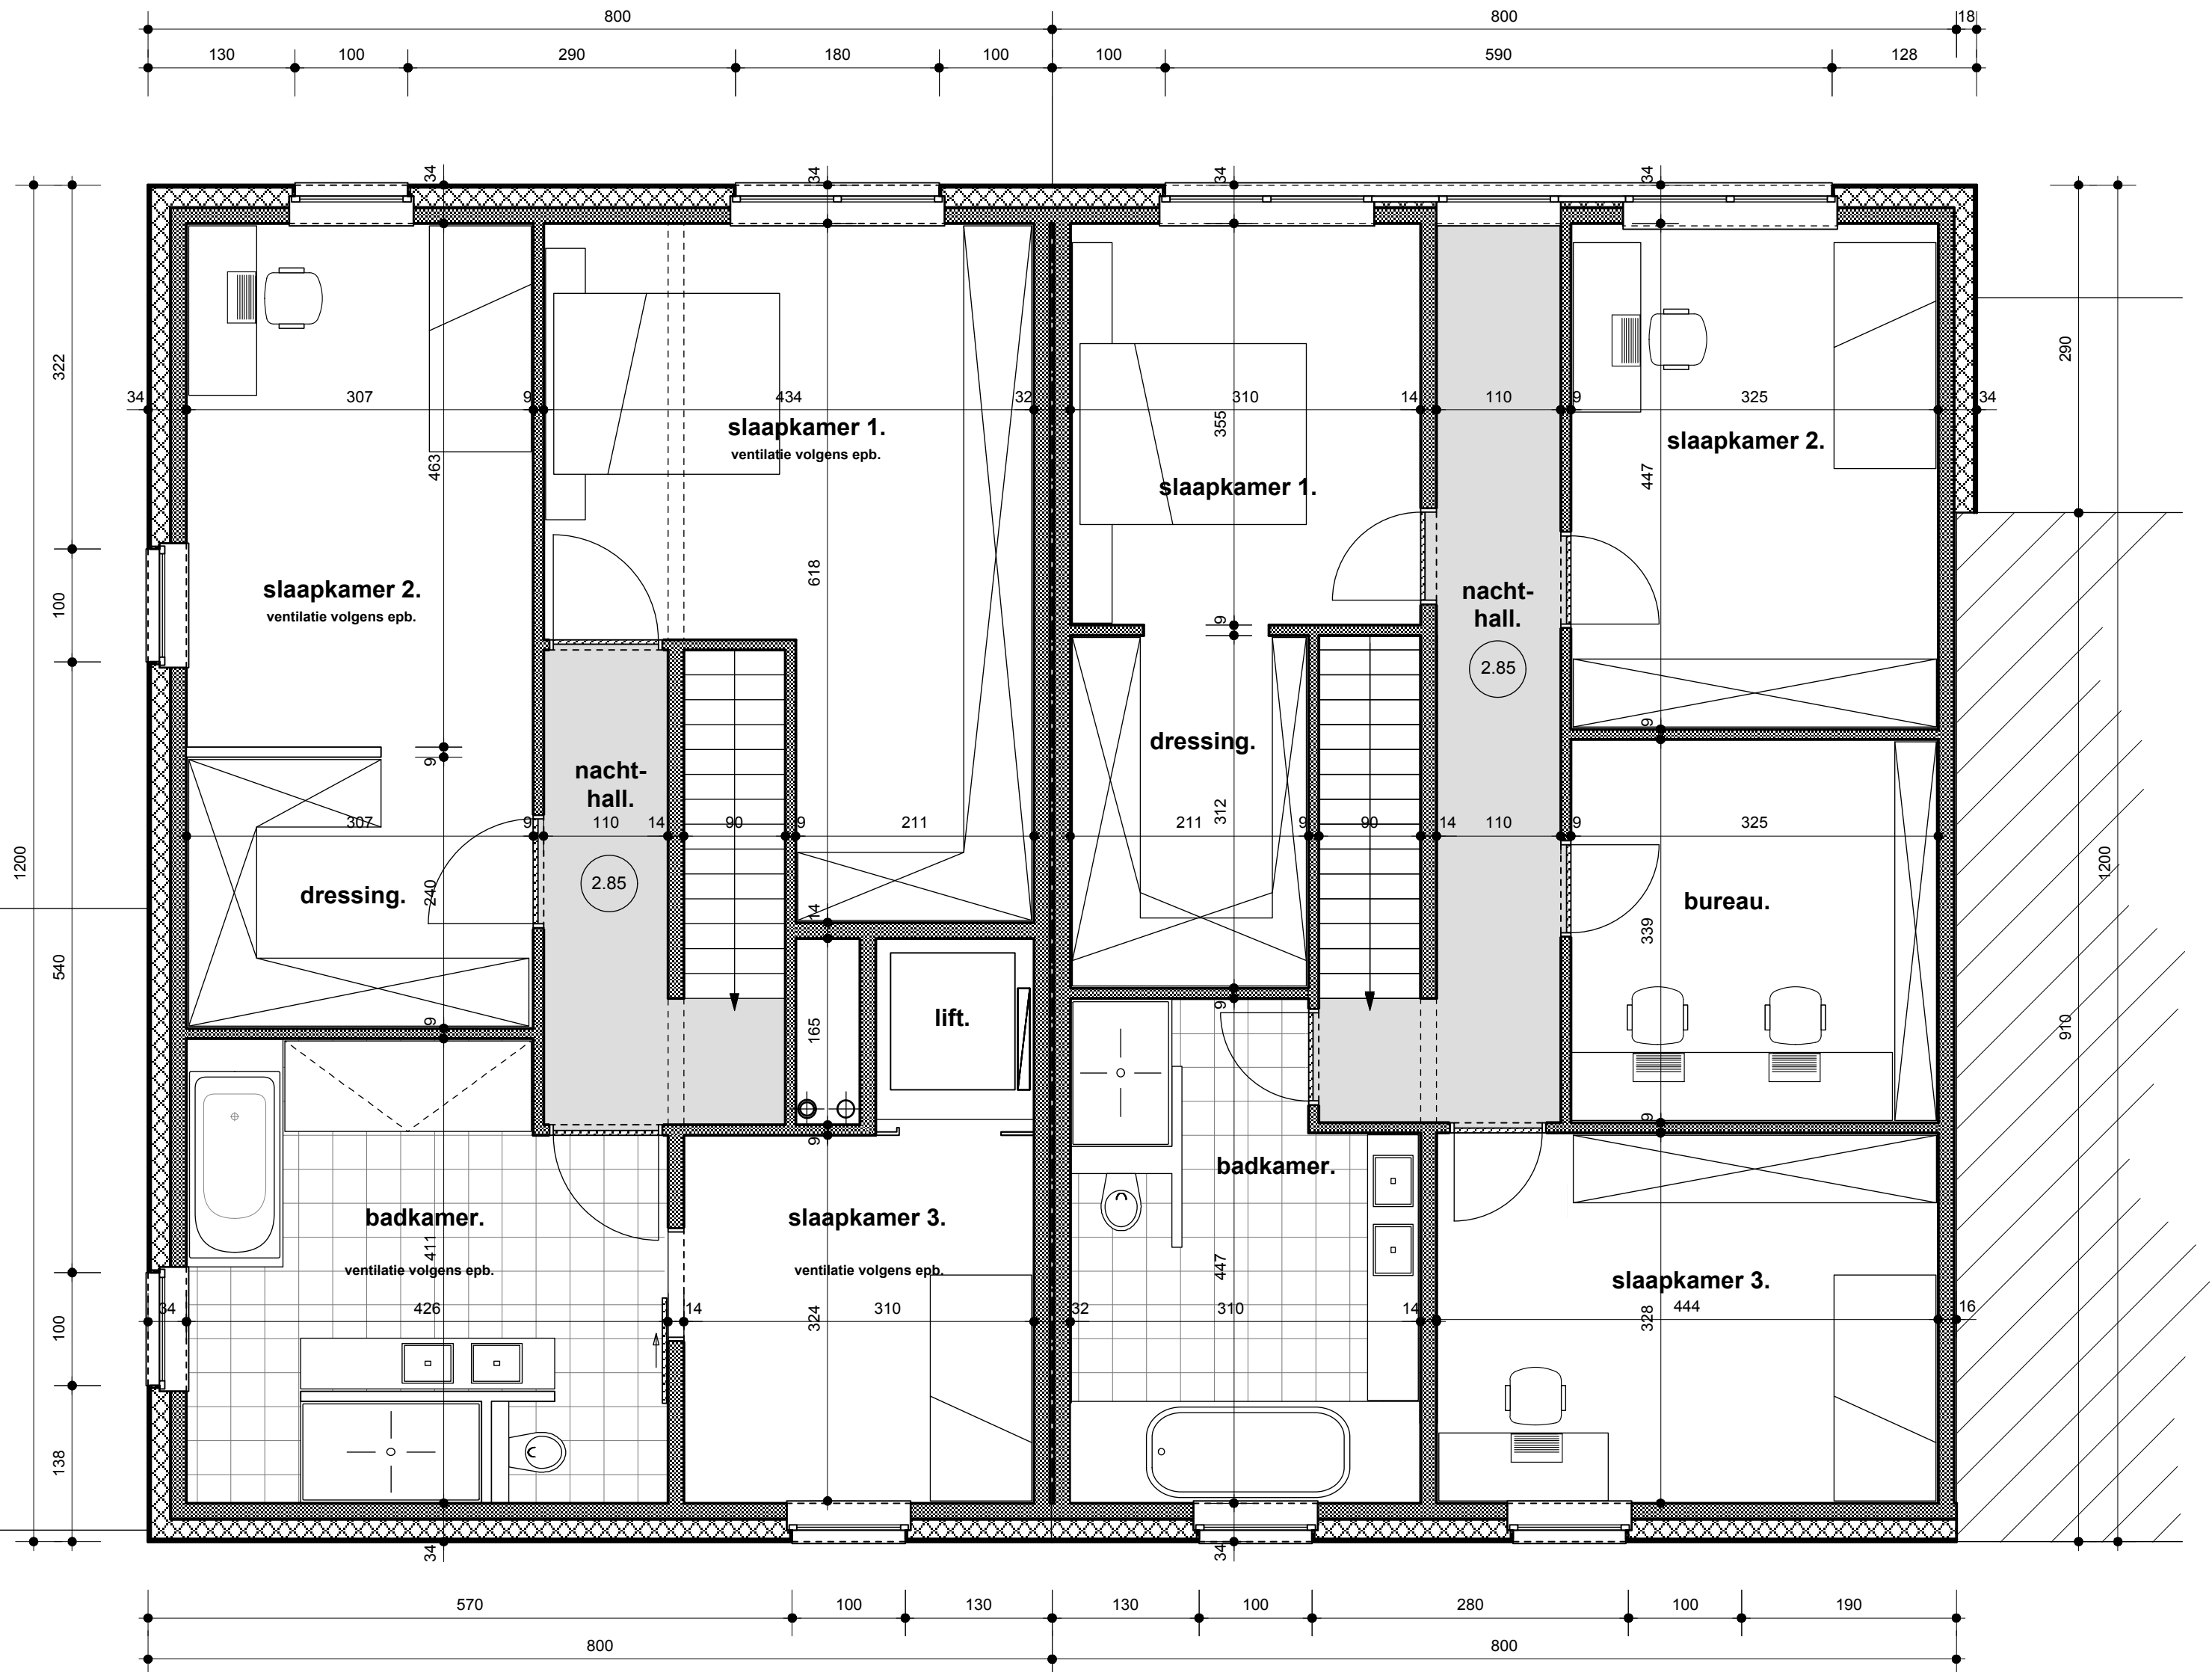 800 800 18
130 100 290 180 100 100 590 128
34 34 34 34
322 290
34 307 9 434 32 310 14 110 9 325 34
355
slaapkamer 1.
ventilatie volgens epb.
slaapkamer 2.
463 447
slaapkamer 1.
618
slaapkamer 2.
ventilatie volgens epb.
100
nacht-
hall.
9
2.85
9
dressing.
9
nacht-
hall.
307 9 110 14 90 9 211 211 9 90 14 110 9 325
312
1200 1200
2.85
240
dressing.
bureau.
14
339
540
9 9
lift.
165
910
9 9
badkamer.
badkamer.
slaapkamer 3.
411
ventilatie volgens epb.
ventilatie volgens epb.
447
slaapkamer 3.
100
34 426 14 324 310 32 310 14 328 444 16
138
34 34
570 100 130 130 100 280 100 190
800 800